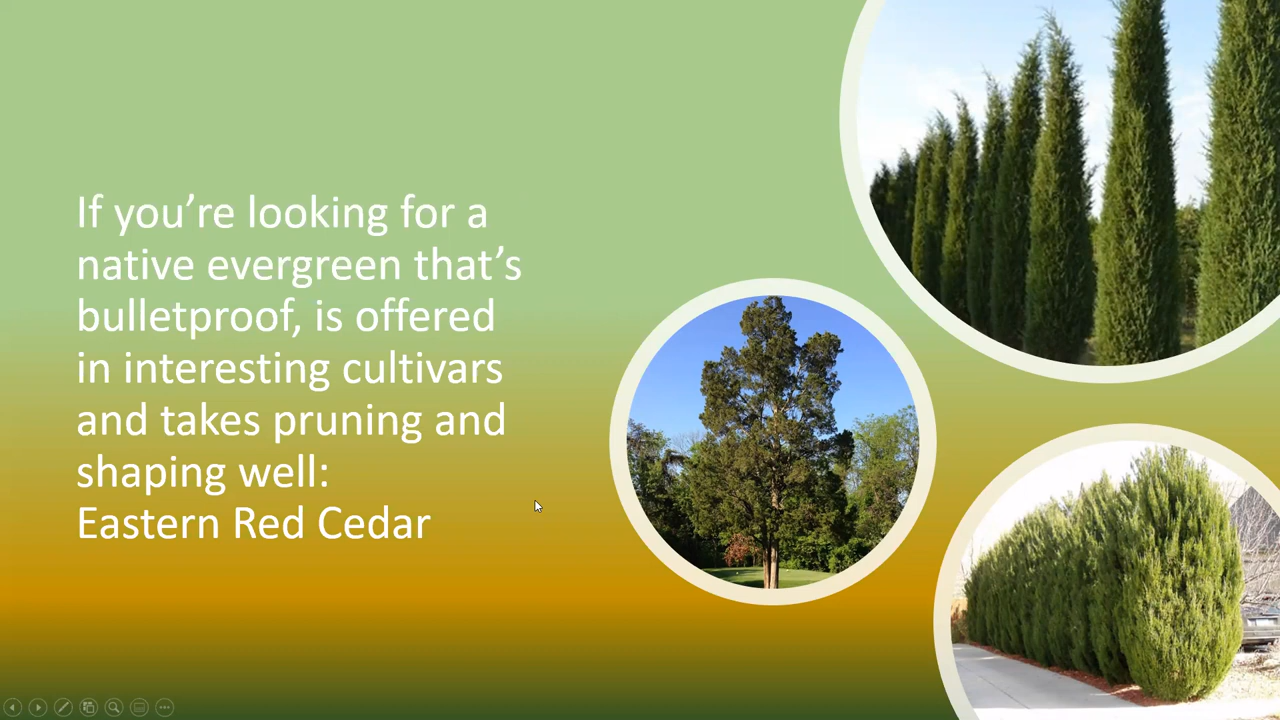 If you’re looking for a
native evergreen that’s
bulletproof, is offered
in interesting cultivars
and takes pruning and
shaping well:
Eastern Red Cedar